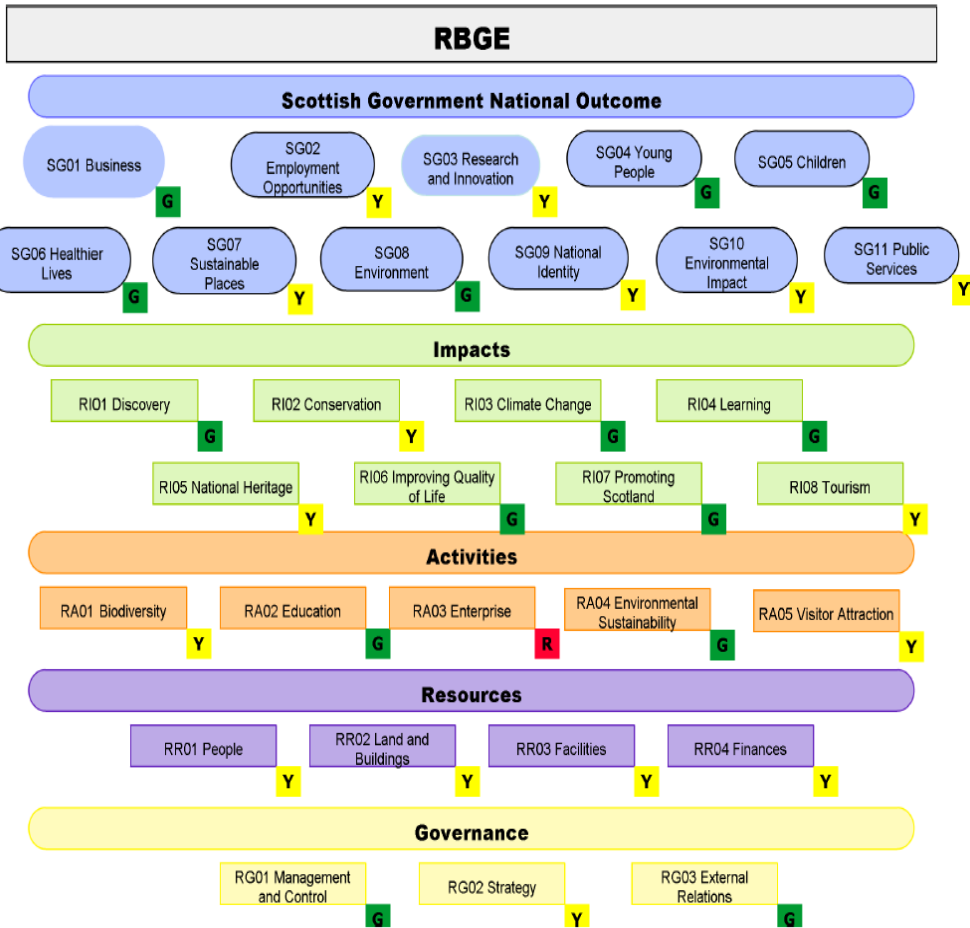 RBGE
Scottish Government National Outcome
SG01 Business
G
SG02
Employment
Opportunities
Y
SG03 Research
and Innovation
Y
SG04 Young
People
G
SG05 Children
G
SG06 Healthier
Lives
G
SG07
Sustainable
Places
Y
SG08
Environment
G
SG09 National
Identity
Y
SG10
Environmental
Impact
Y
SG11 Public
Services
Y
Impacts
RI01 Discovery
G
RI02 Conservation
Y
RI03 Climate Change
G
RI04 Learning
G
RI05 National Heritage
Y
RI06 Improving Quality
of Life
G
RI07 Promoting
Scotland
G
RI08 Tourism
Y
Activities
RA01 Biodiversity
Y
RA02 Education
G
RA03 Enterprise
R
RA04 Environmental
Sustainability
G
RA05 Visitor Attraction
Y
Resources
RR01 People
Y
RR02 Land and
Buildings
Y
RR03 Facilities
Y
RR04 Finances
Y
Governance
RG01 Management
and Control
G
RG02 Strategy
Y
RG03 External
Relations
G